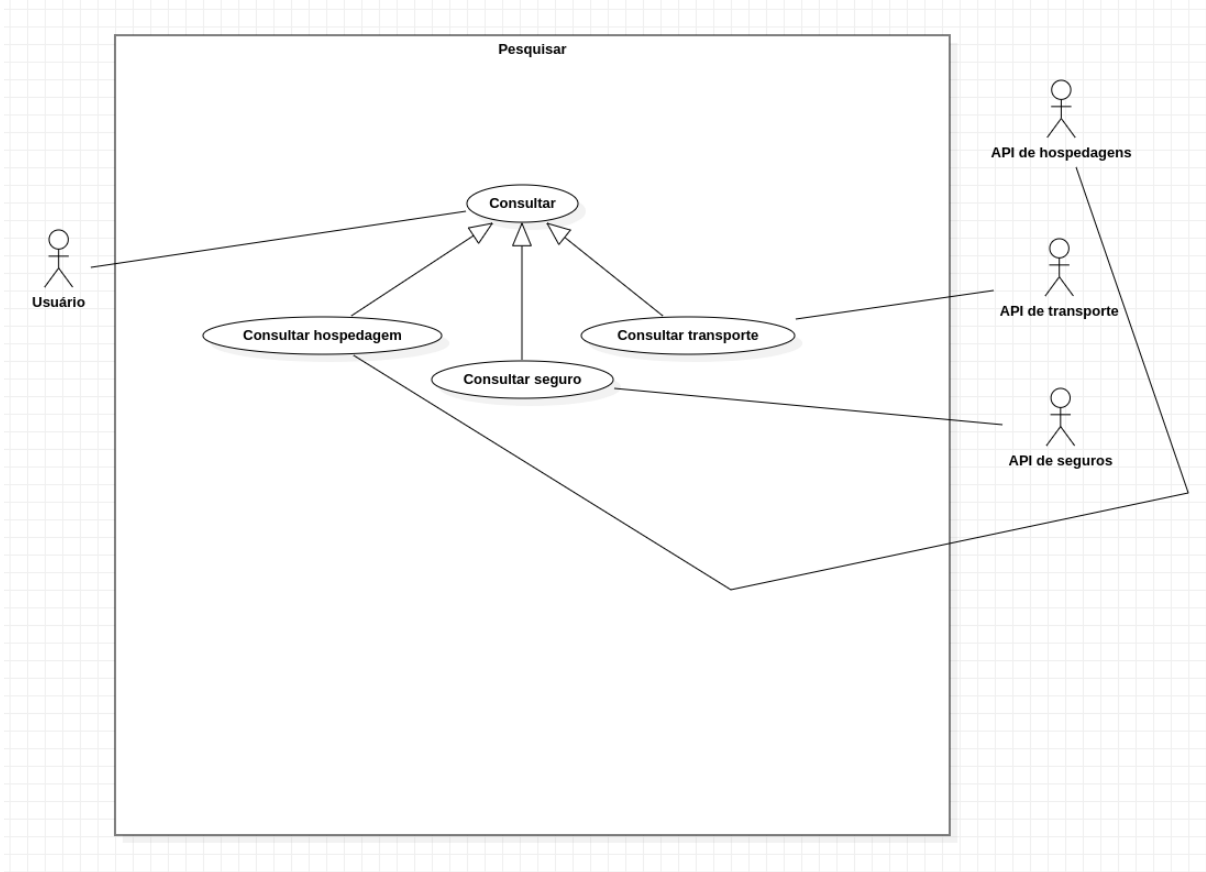 Pesquisar
API de hospedagens
Consultar
Usuário
API de transporte
Consultar hospedagem
Consultar transporte
Consultar seguro
API de seguros